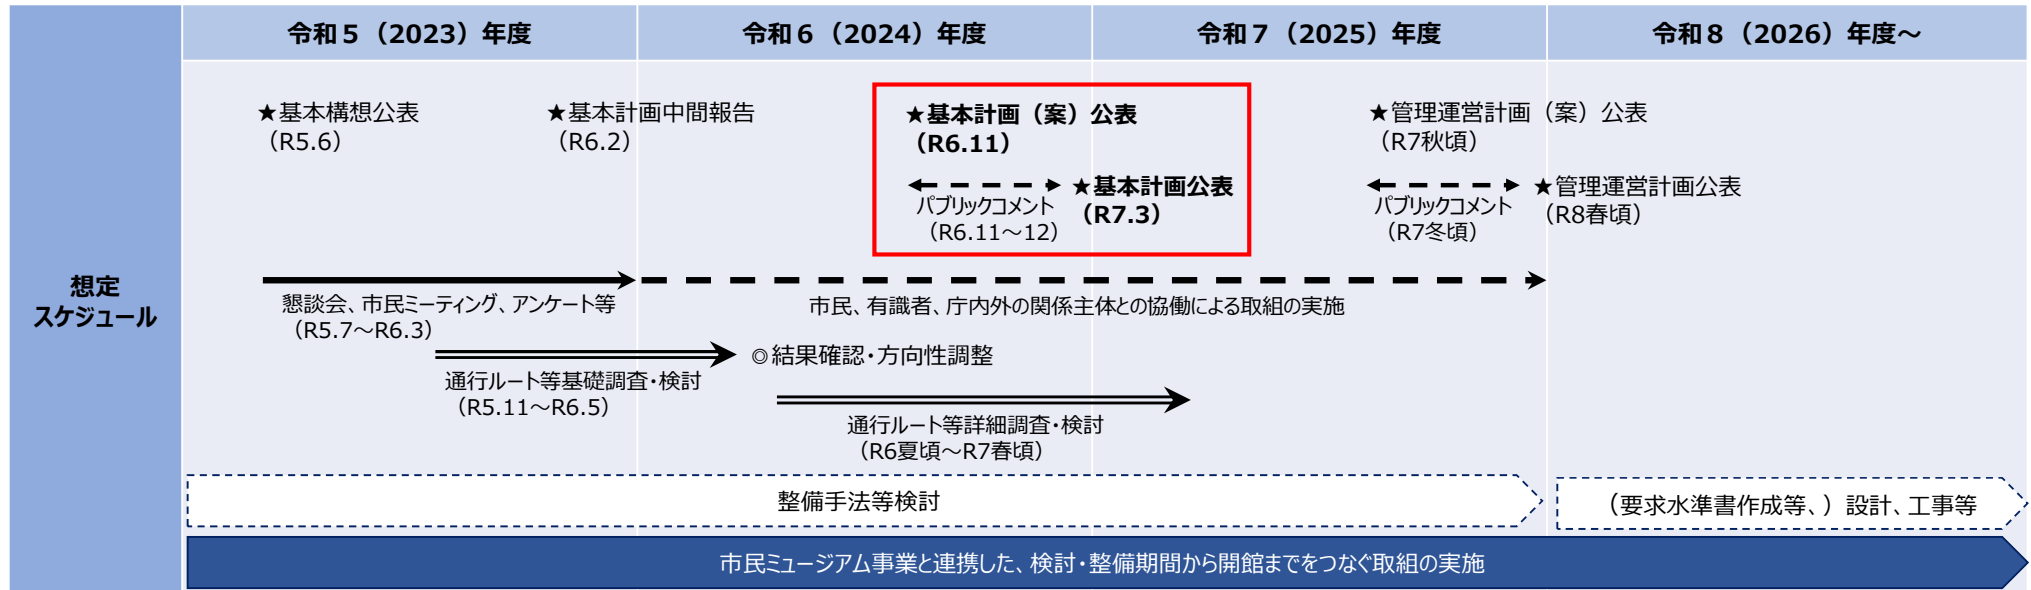 令和５（2023）年度
令和６（2024）年度
令和７（2025）年度
令和８（2026）年度～
想定
スケジュール
★基本構想公表
（R5.6）
★基本計画中間報告
（R6.2）
★基本計画（案）公表
（R6.11）
パブリックコメント
（R6.11～12）
★基本計画公表
（R7.3）
★管理運営計画（案）公表
（R7秋頃）
パブリックコメント
（R7冬頃）
★管理運営計画公表
（R8春頃）
懇談会、市民ミーティング、アンケート等
（R5.7～R6.3）
市民、有識者、庁内外の関係主体との協働による取組の実施
通行ルート等基礎調査・検討
（R5.11～R6.5）
◎結果確認・方向性調整
通行ルート等詳細調査・検討
（R6夏頃～R7春頃）
整備手法等検討
（要求水準書作成等、）設計、工事等
市民ミュージアム事業と連携した、検討・整備期間から開館までをつなぐ取組の実施